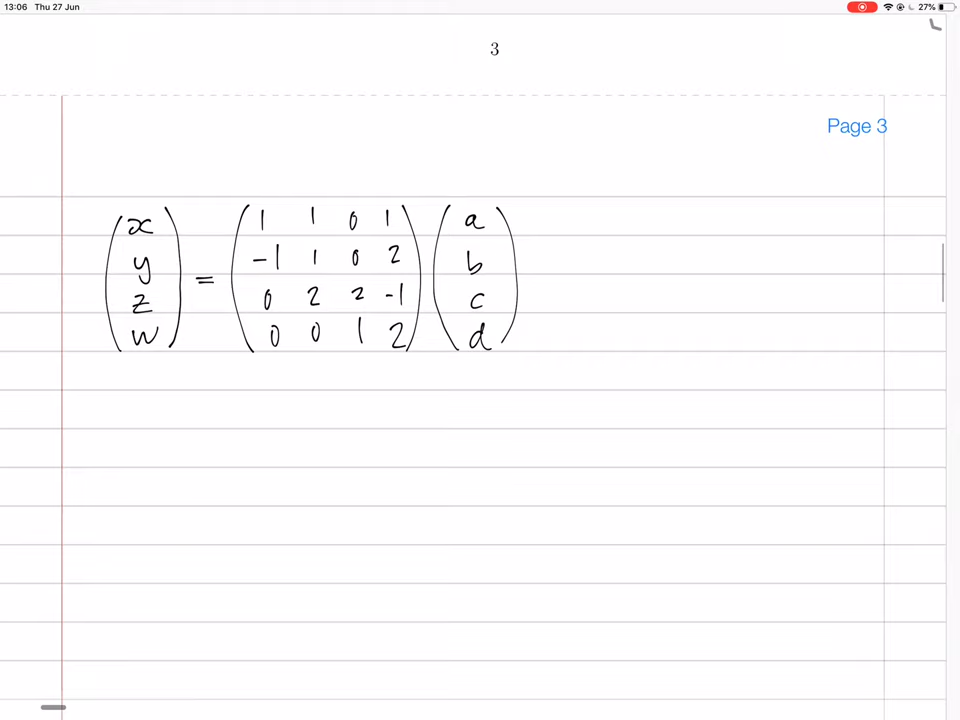 13:06 Thu 27 Jun 27%
3
Page 3
x 1 1 0 1 a
y -1 1 0 2 b
z = 0 2 2 -1 c
w 0 0 1 2 d